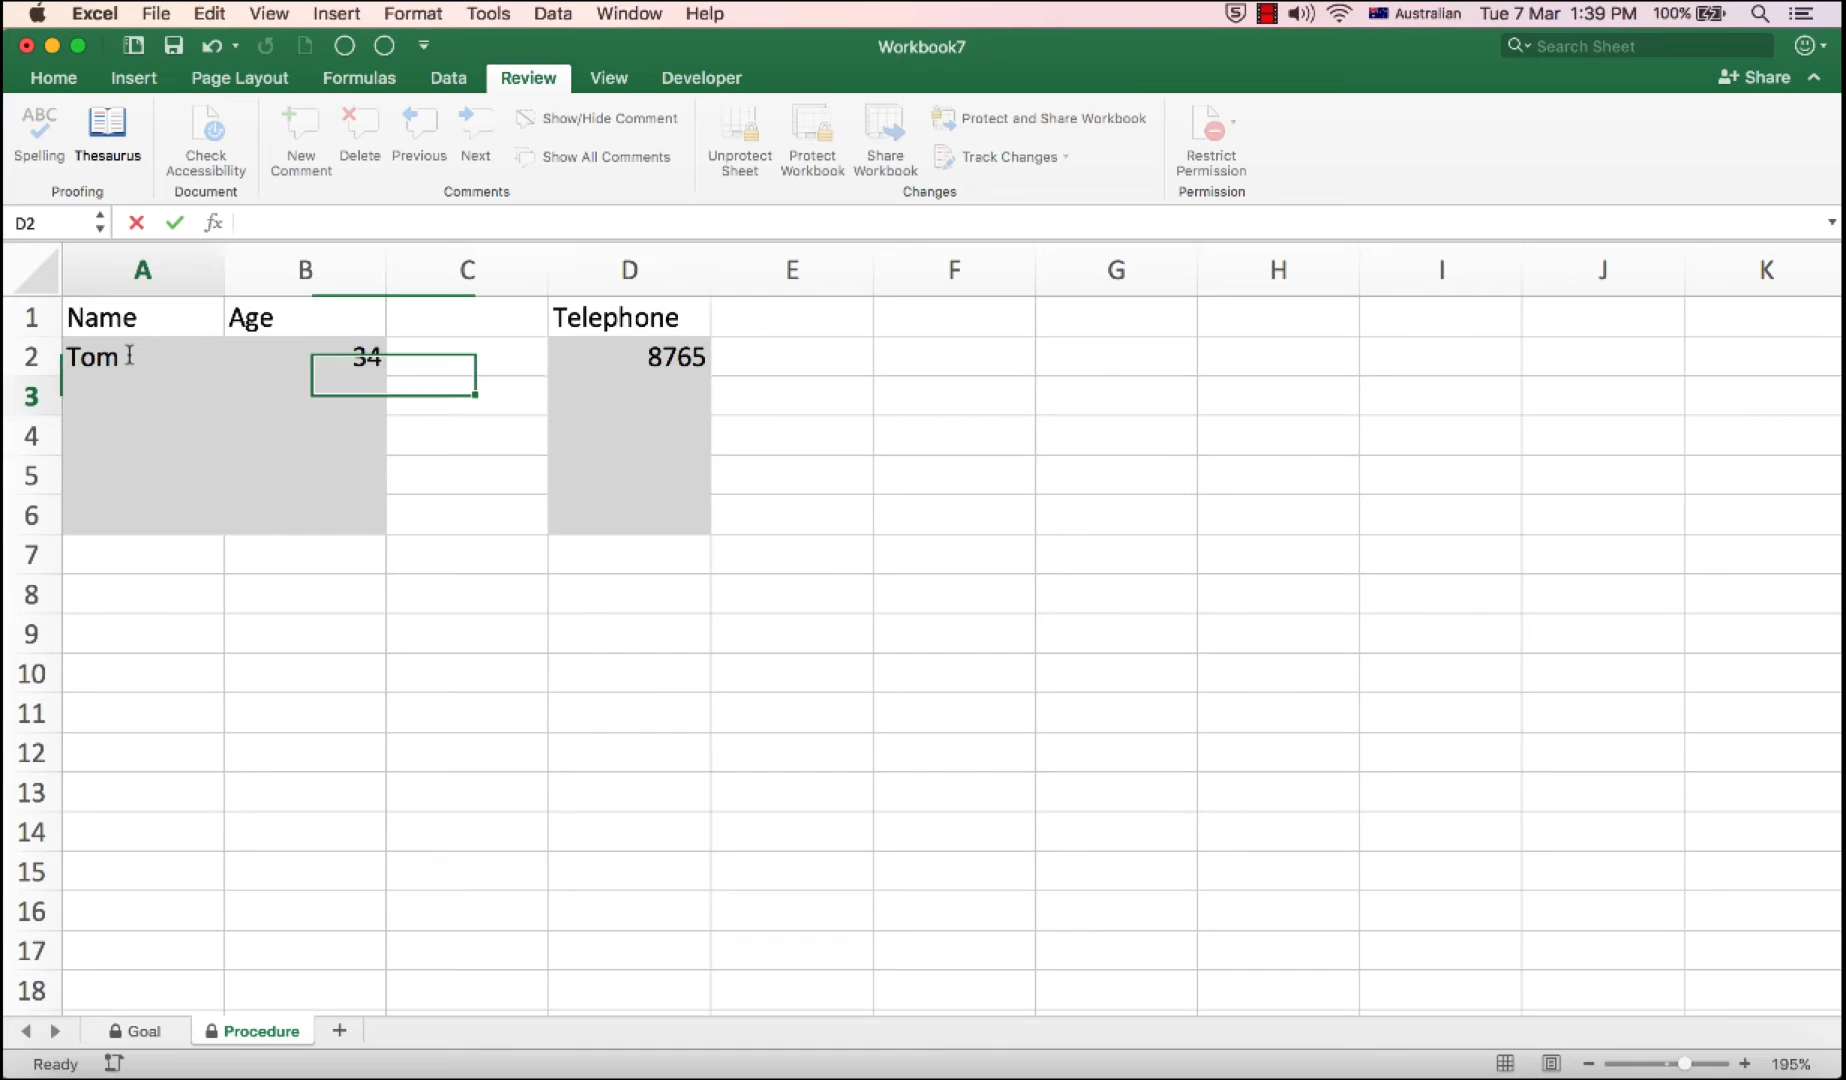 Excel File Edit View Insert Format Tools Data Window Help Australian Tue 7 Mar 1:39 PM 100%
Workbook7 Search Sheet
Home Insert Page Layout Formulas Data Review View Developer Share
ABC Show/Hide Comment Protect and Share Workbook
Spelling Thesaurus Check Accessibility New Comment Delete Previous Next Show All Comments Unprotect Sheet Protect Workbook Share Workbook Track Changes Restrict Permission
Proofing Document Comments Changes Permission
D2 fx
A B C D E F G H I J K
1 Name Age Telephone
2 Tom 34 8765
3
4
5
6
7
8
9
10
11
12
13
14
15
16
17
18
Goal Procedure +
Ready 195%